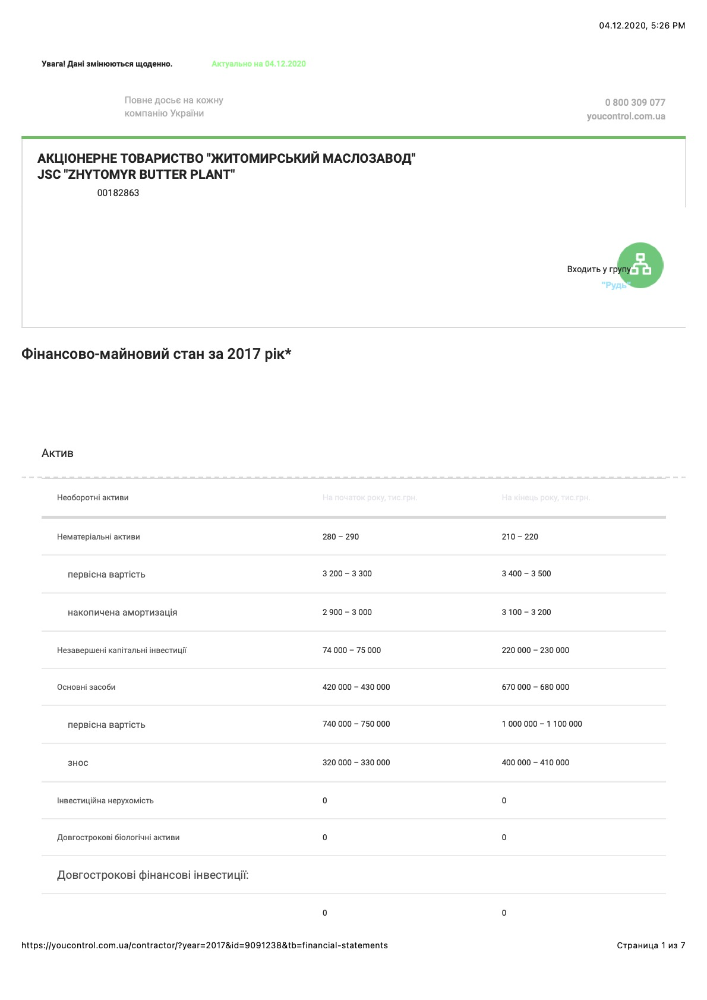 04.12.2020, 5:26 PM
Увага! Дані змінюються щоденно. Актуально на 04.12.2020
Повне досьє на кожну
компанію України
0 800 309 077
youcontrol.com.ua
АКЦІОНЕРНЕ ТОВАРИСТВО "ЖИТОМИРСЬКИЙ МАСЛОЗАВОД"
JSC "ZHYTOMYR BUTTER PLANT"
00182863
Входить у групу
"Рудь"
Фінансово-майновий стан за 2017 рік*
Актив
Необоротні активи На початок року, тис.грн. На кінець року, тис.грн.
Нематеріальні активи 280 – 290 210 – 220
первісна вартість 3 200 – 3 300 3 400 – 3 500
накопичена амортизація 2 900 – 3 000 3 100 – 3 200
Незавершені капітальні інвестиції 74 000 – 75 000 220 000 – 230 000
Основні засоби 420 000 – 430 000 670 000 – 680 000
первісна вартість 740 000 – 750 000 1 000 000 – 1 100 000
знос 320 000 – 330 000 400 000 – 410 000
Інвестиційна нерухомість 0 0
Довгострокові біологічні активи 0 0
Довгострокові фінансові інвестиції:
0 0
https://youcontrol.com.ua/contractor/?year=2017&id=9091238&tb=financial-statements Страница 1 из 7